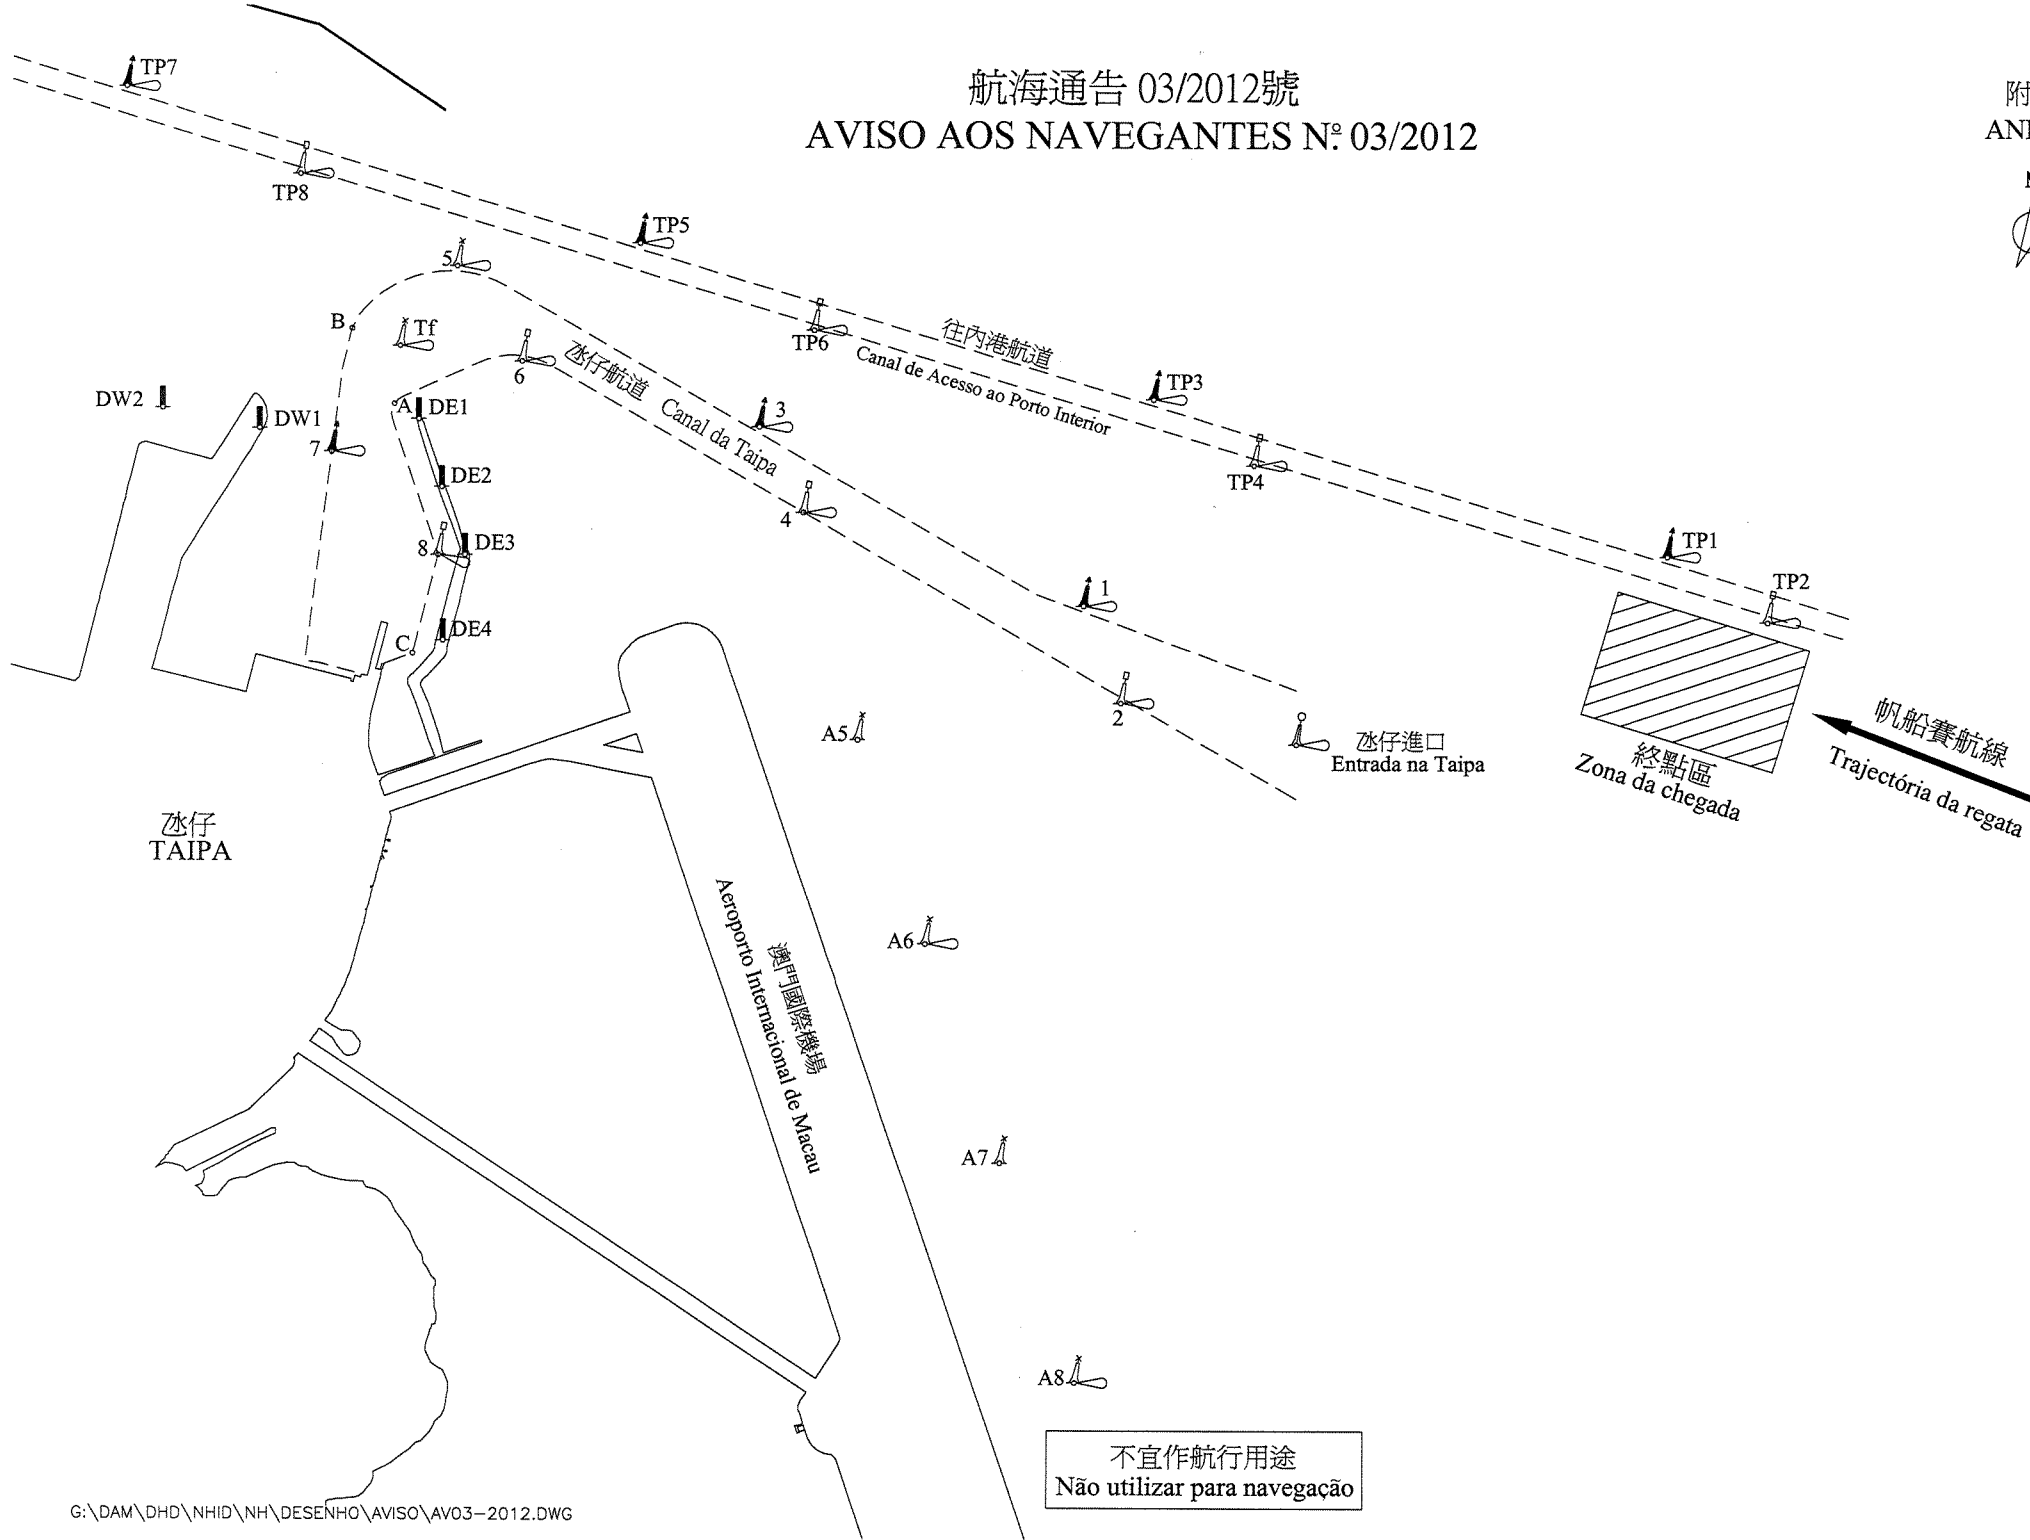 航海通告 03/2012號
AVISO AOS NAVEGANTES Nº 03/2012
附
TP7
TP8
TP5
5
B
Tf
TP6
6
往內港航道
Canal de Acesso ao Porto Interior
TP3
TP4
DW2
DW1
A
DE1
7
氹仔航道 Canal da Taipa
3
DE2
4
8
DE3
TP1
TP2
1
DE4
C
2
A5
氹仔進口
Entrada na Taipa
終點區
Zona da chegada
帆船賽航線
Trajectória da regata
氹仔
TAIPA
A6
澳門國際機場
Aeroporto Internacional de Macau
A7
A8
不宜作航行用途
Não utilizar para navegação
G:\DAM\DHD\NHID\NH\DESENHO\AVISO\AV03-2012.DWG